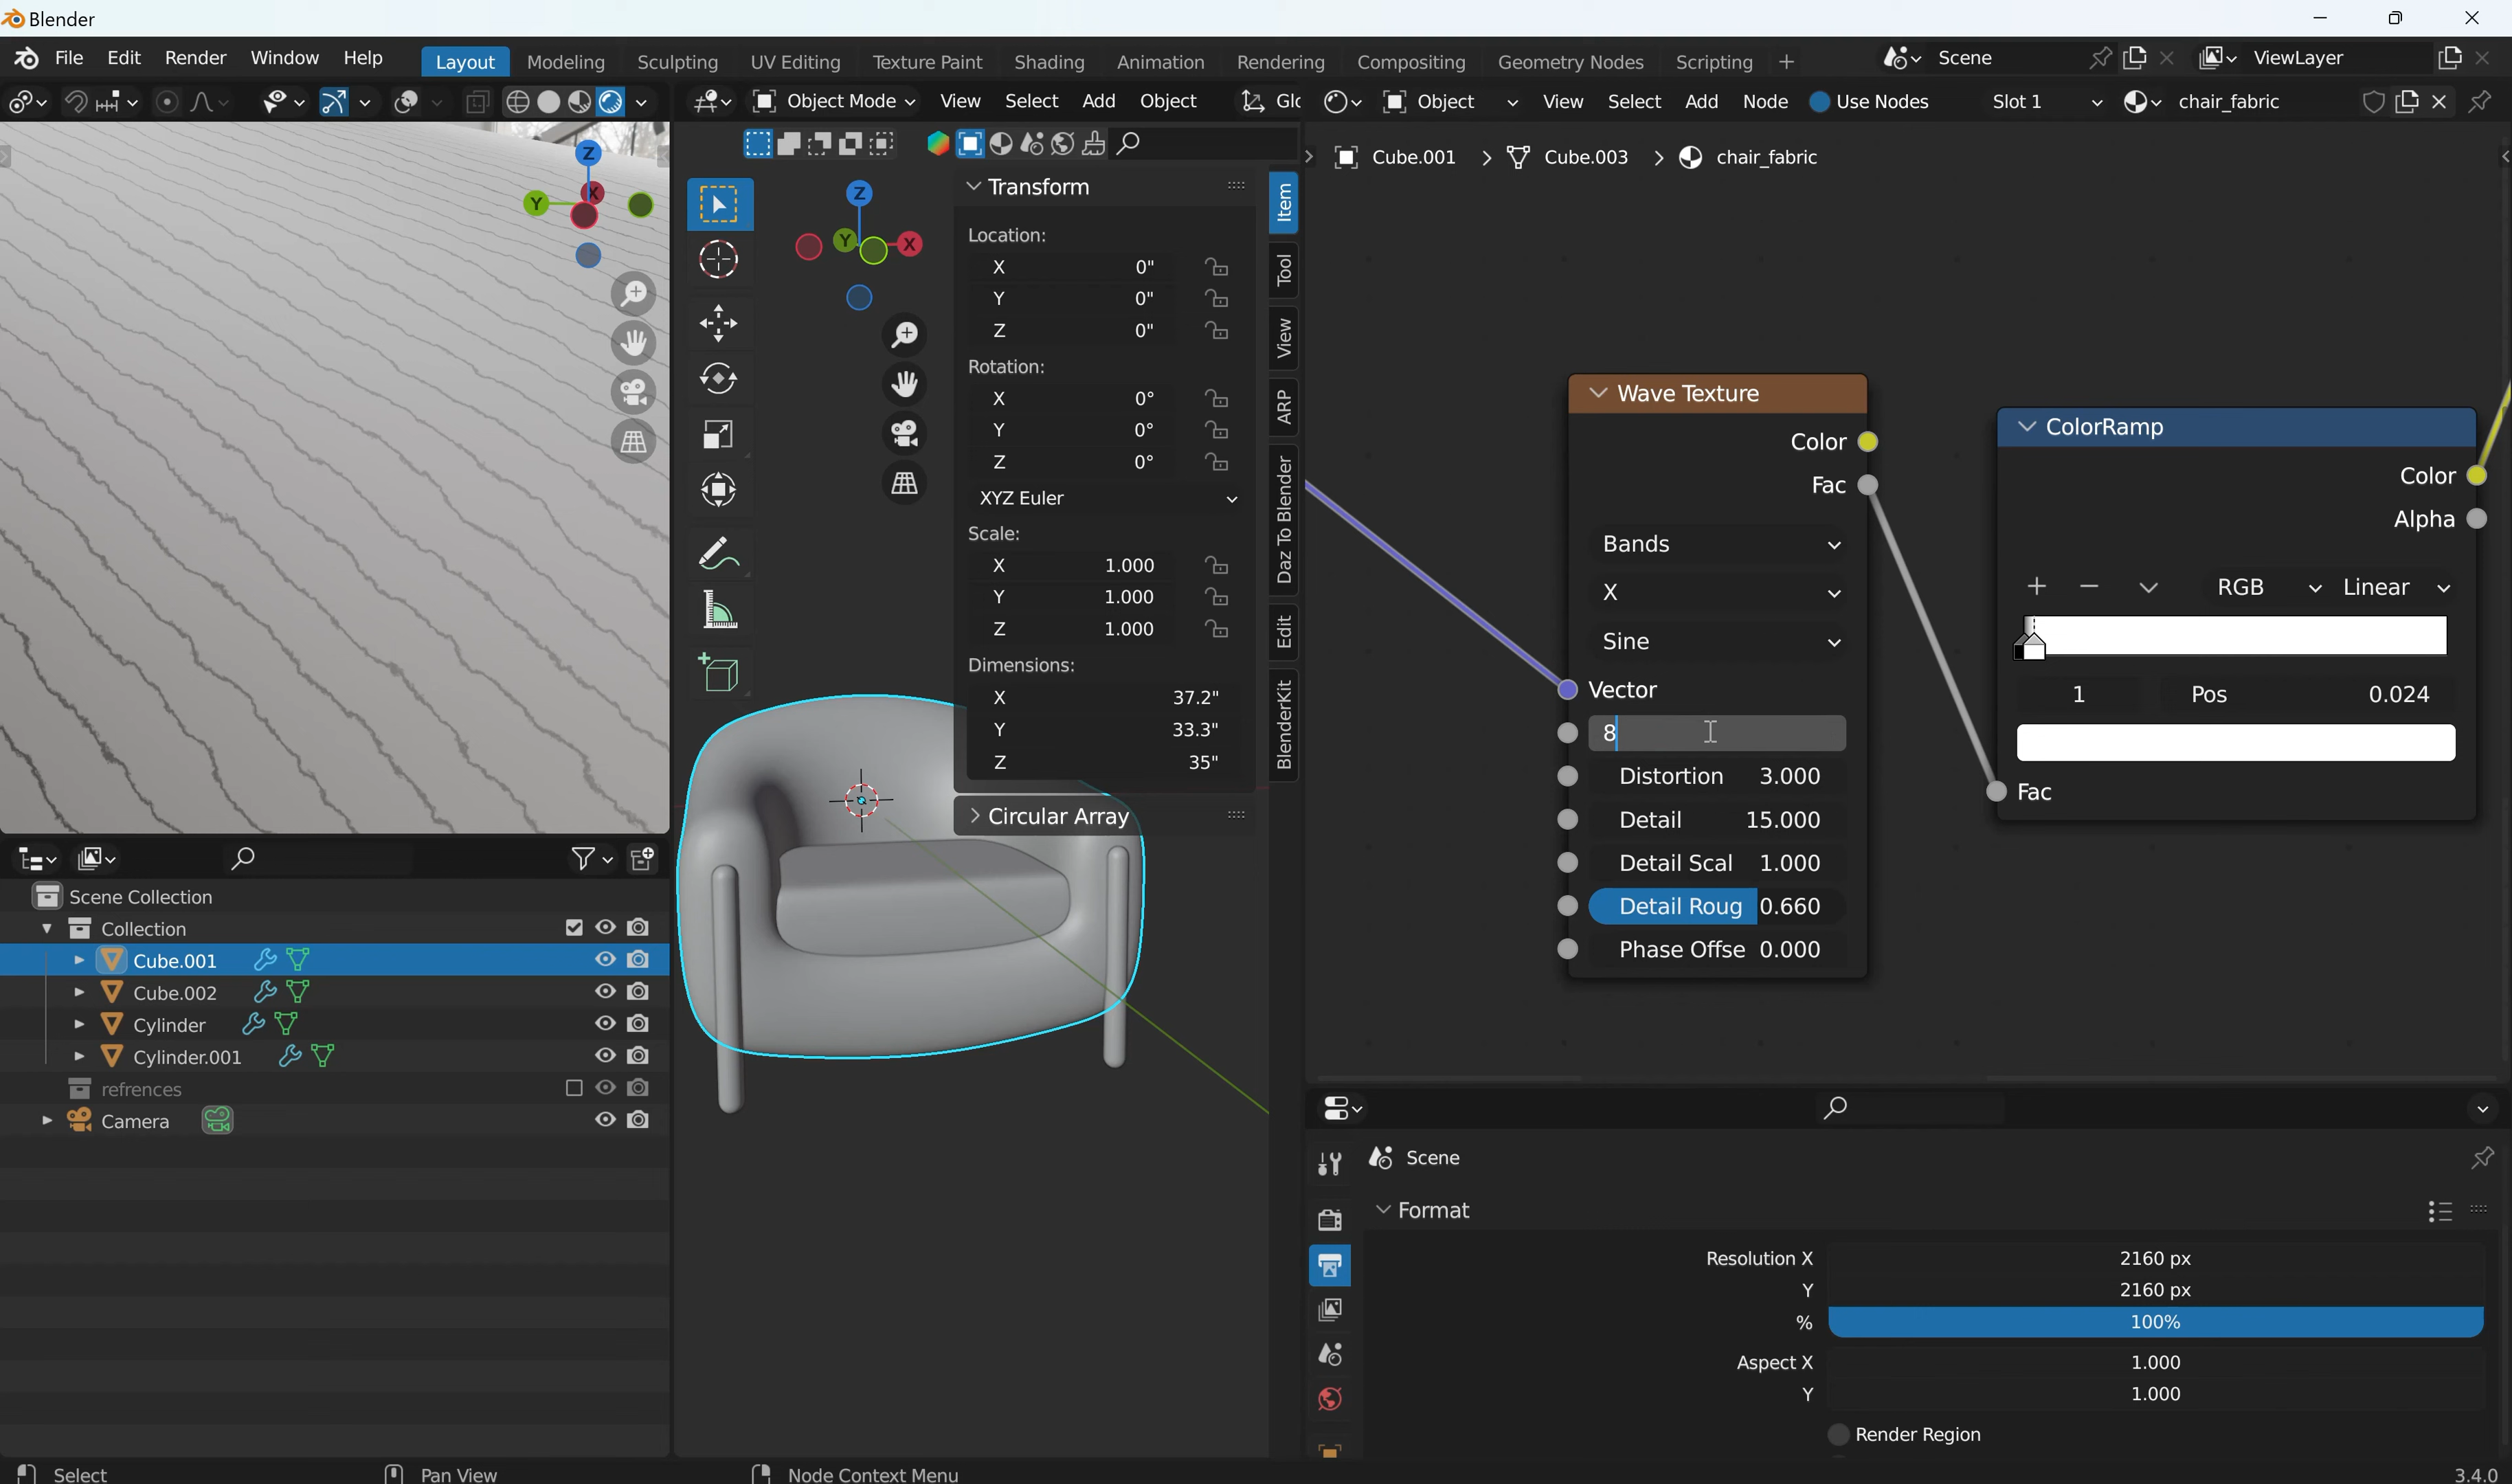 Blender
File Edit Render Window Help Layout Modeling Sculpting UV Editing Texture Paint Shading Animation Rendering Compositing Geometry Nodes Scripting + Scene ViewLayer
Object Mode View Select Add Object Glo
Object View Select Add Node Use Nodes Slot 1 chair_fabric
Cube.001 > Cube.003 > chair_fabric
Z
Y X
Z
Y X
Transform
Location:
X 0"
Y 0"
Z 0"
Rotation:
X 0°
Y 0°
Z 0°
XYZ Euler
Scale:
X 1.000
Y 1.000
Z 1.000
Dimensions:
X 37.2"
Y 33.3"
Z 35"
Circular Array
Item
Tool
View
ARP
Daz To Blender
Edit
BlenderKit
Wave Texture
Color
Fac
Bands
X
Sine
Vector
8
Distortion 3.000
Detail 15.000
Detail Scal 1.000
Detail Roug 0.660
Phase Offse 0.000
ColorRamp
Color
Alpha
RGB Linear
1 Pos 0.024
Fac
Scene Collection
Collection
Cube.001
Cube.002
Cylinder
Cylinder.001
refrences
Camera
Scene
Format
Resolution X 2160 px
Y 2160 px
% 100%
Aspect X 1.000
Y 1.000
Render Region
Select Pan View Node Context Menu 3.4.0